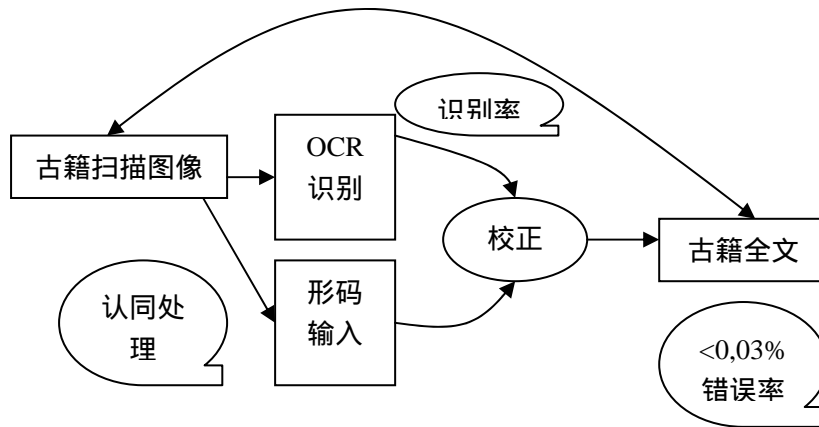 识别率
OCR
识别
古籍扫描图像
校正
古籍全文
认同处
理
形码
输入
<0,03%
错误率